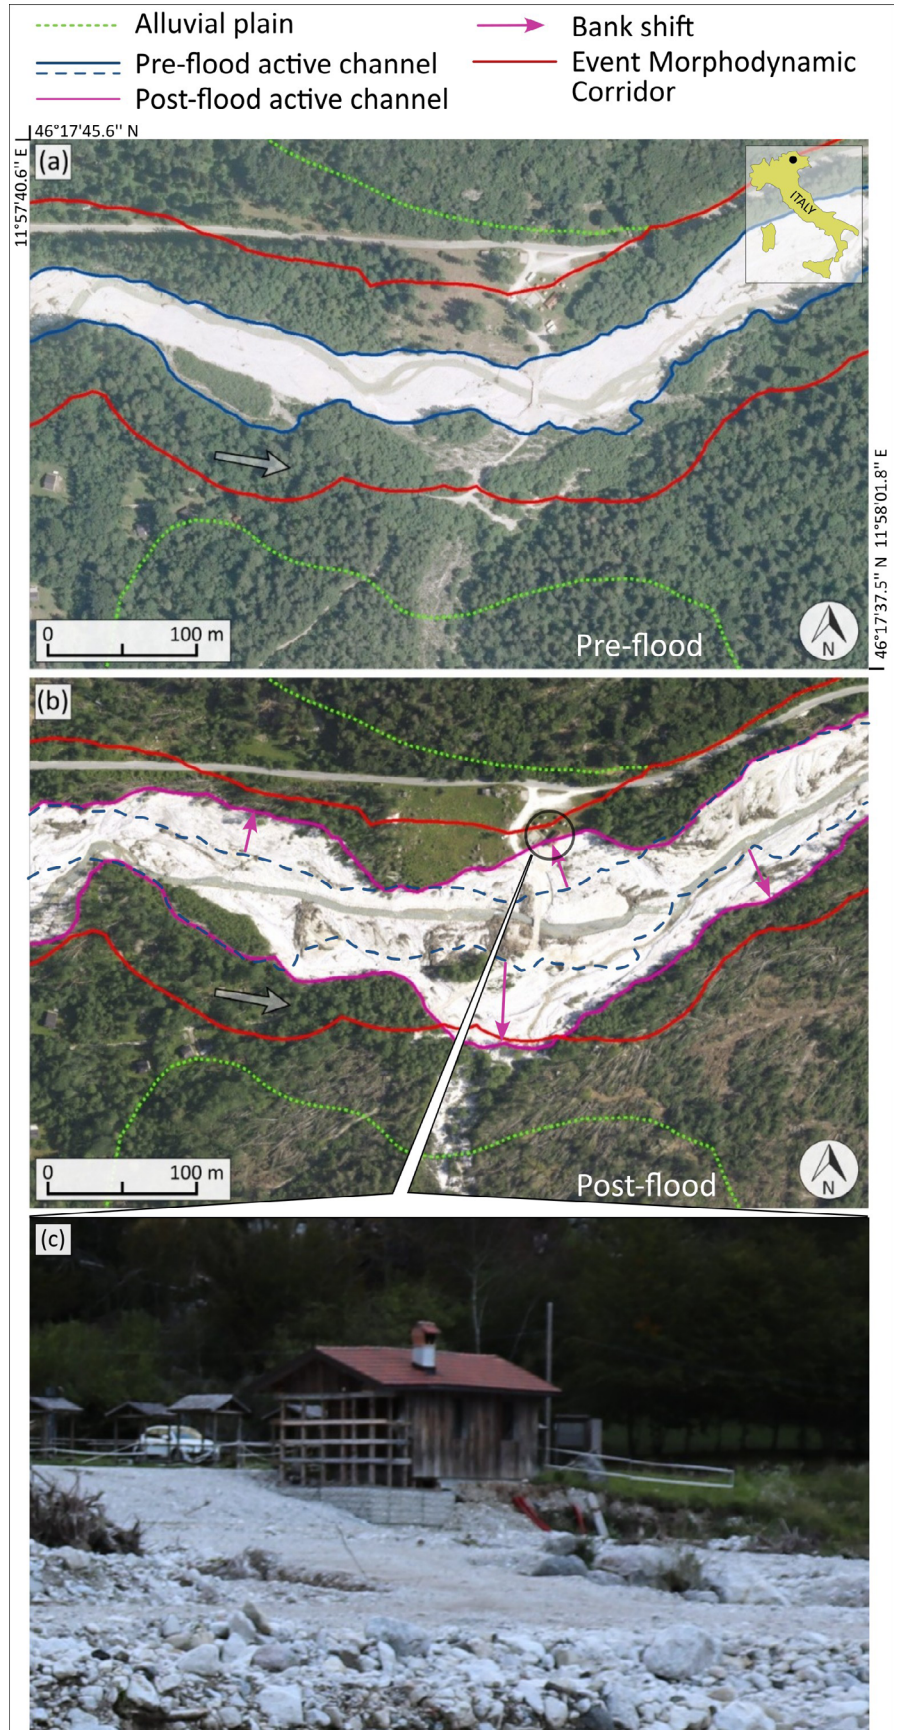 Alluvial plain
Pre-flood active channel
Post-flood active channel
Bank shift
Event Morphodynamic
Corridor
46°17'45.6'' N
11°57'40.6'' E
(a)
ITALY
0 100 m
Pre-flood
N
46°17'37.5'' N 11°58'01.8'' E
(b)
0 100 m
Post-flood
N
(c)